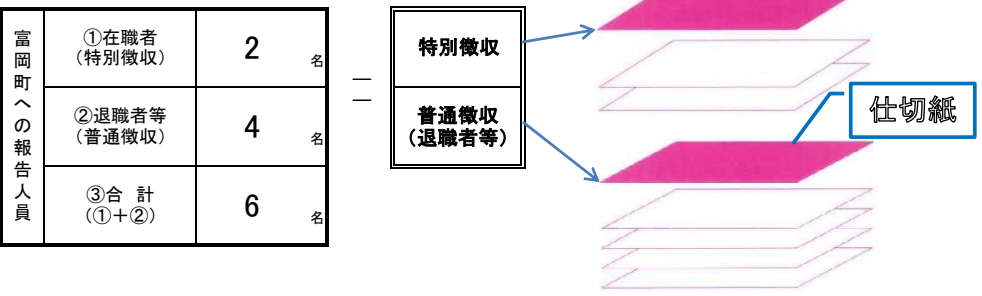 富岡町への報告人員
①在職者
(特別徴収)
2
名
②退職者等
(普通徴収)
4
名
③合 計
(①+②)
6
名
=
特別徴収
普通徴収
(退職者等)
仕切紙